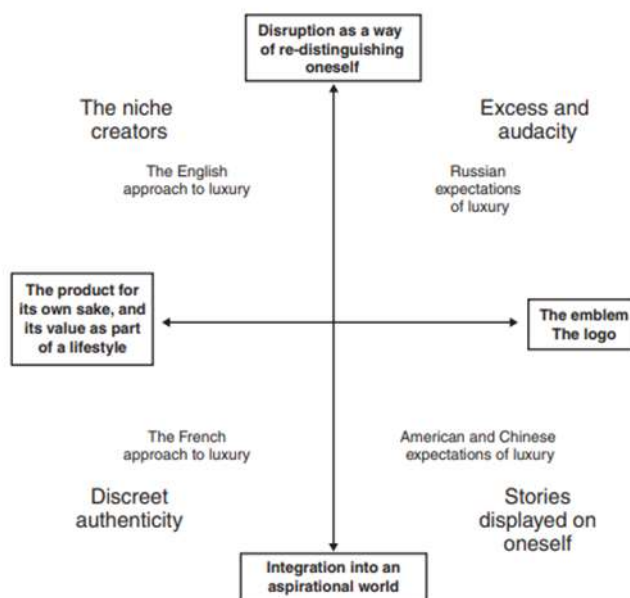 Disruption as a way
of re-distinguishing
oneself
The niche
creators
Excess and
audacity
The English
approach to luxury
Russian
expectations
of luxury
The product for
its own sake, and
its value as part
of a lifestyle
The emblem
The logo
The French
approach to luxury
American and Chinese
expectations of luxury
Discreet
authenticity
Stories
displayed on
oneself
Integration into an
aspirational world